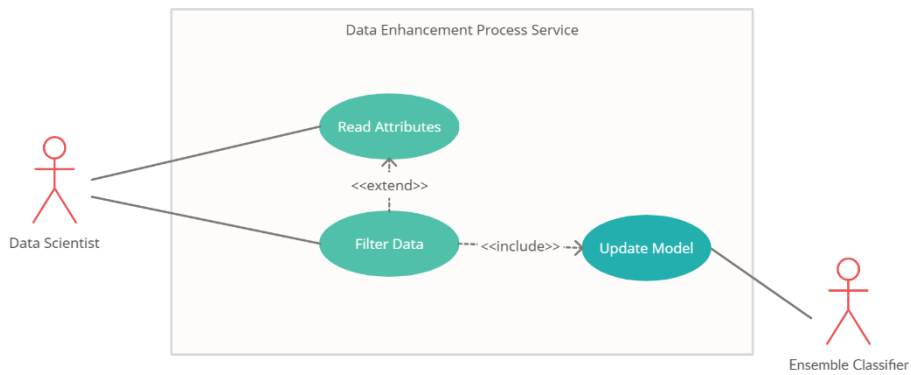 Data Enhancement Process Service
Read Attributes
<<extend>>
Data Scientist
Filter Data
<<include>>
Update Model
Ensemble Classifier